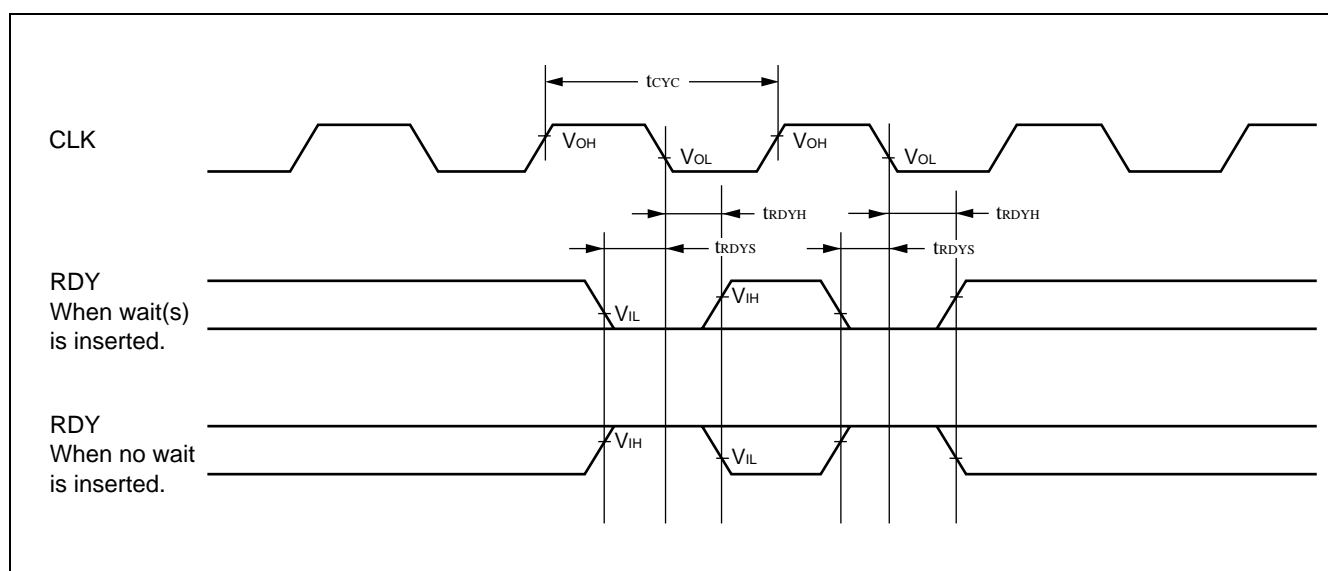 tCYC
CLK
VOH
VOL
VOH
VOL
tRDYH
tRDYH
tRDYS
tRDYS
RDY
When wait(s)
is inserted.
VIL
VIH
RDY
When no wait
is inserted.
VIH
VIL